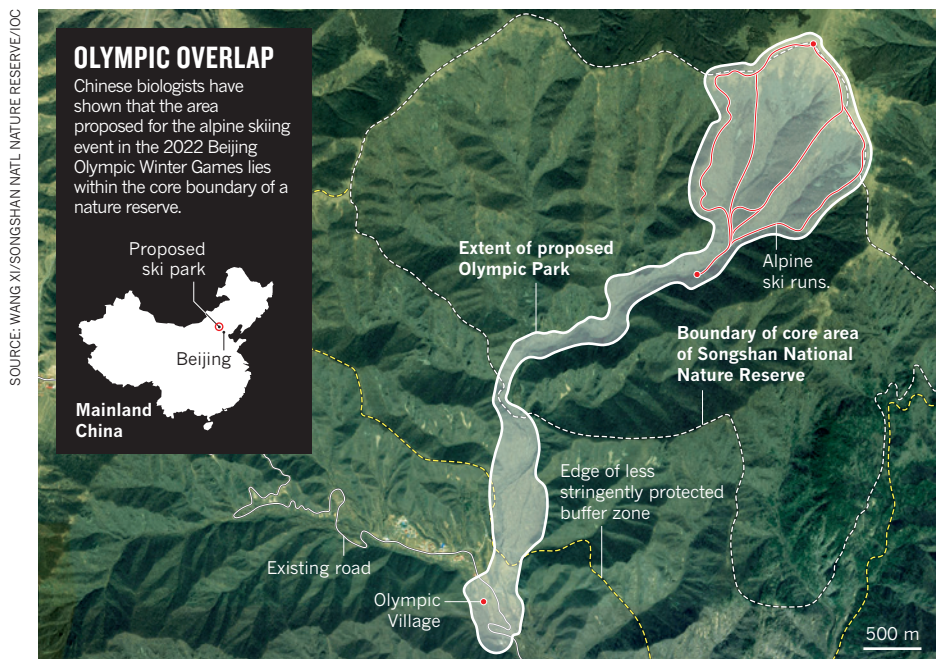 SOURCE: WANG XI/SONGSHAN NATL NATURE RESERVE/IOC
OLYMPIC OVERLAP
Chinese biologists have
shown that the area
proposed for the alpine skiing
event in the 2022 Beijing
Olympic Winter Games lies
within the core boundary of a
nature reserve.
Proposed
ski park
Beijing
Mainland
China
Extent of proposed
Olympic Park
Alpine
ski runs.
Boundary of core area
of Songshan National
Nature Reserve
Edge of less
stringently protected
buffer zone
Existing road
Olympic
Village
500 m